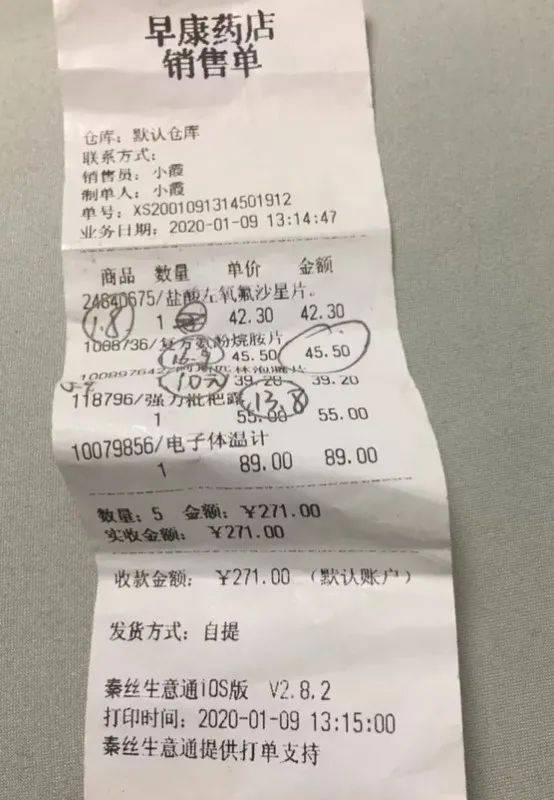 早康药店
销售单
仓库：默认仓库
联系方式：
销售员：小霞
制单人：小霞
单号：XS2001091314501912
业务日期：2020-01-09 13:14:47
商品 数量 单价 金额
24840675/盐酸左氧氟沙星片.
1.8 1 42.30 42.30
1008736/复方氨酚烷胺片
45.50 45.50
10元 39.20 39.20
118796/强力枇杷露 13.8
1 55.00 55.00
10079856/电子体温计
1 89.00 89.00
数量：5 金额：¥271.00
实收金额：¥271.00
收款金额： ¥271.00 （默认账户）
发货方式：自提
秦丝生意通iOS版 V2.8.2
打印时间：2020-01-09 13:15:00
秦丝生意通提供打单支持